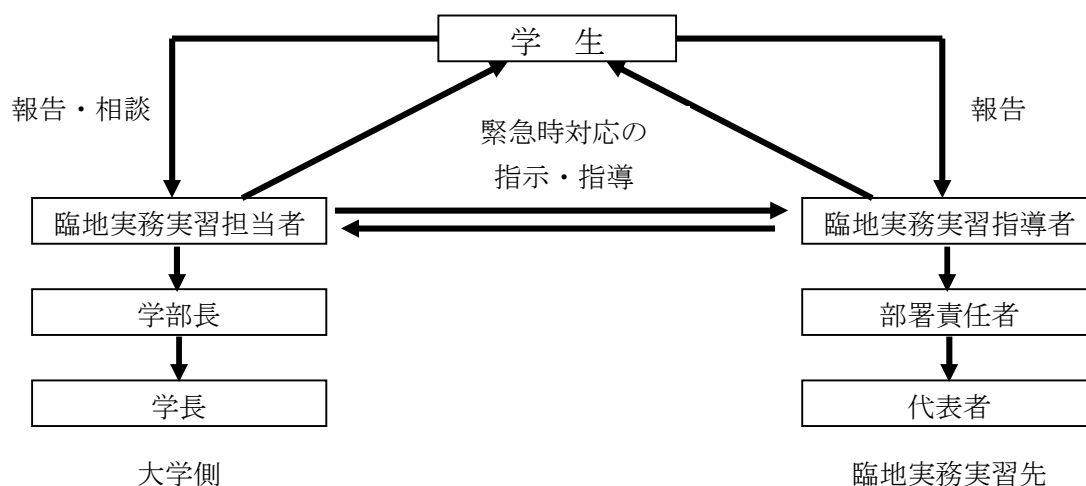 学　生
報告・相談
報告
緊急時対応の
指示・指導
臨地実務実習担当者
臨地実務実習指導者
学部長
部署責任者
学長
代表者
大学側
臨地実務実習先